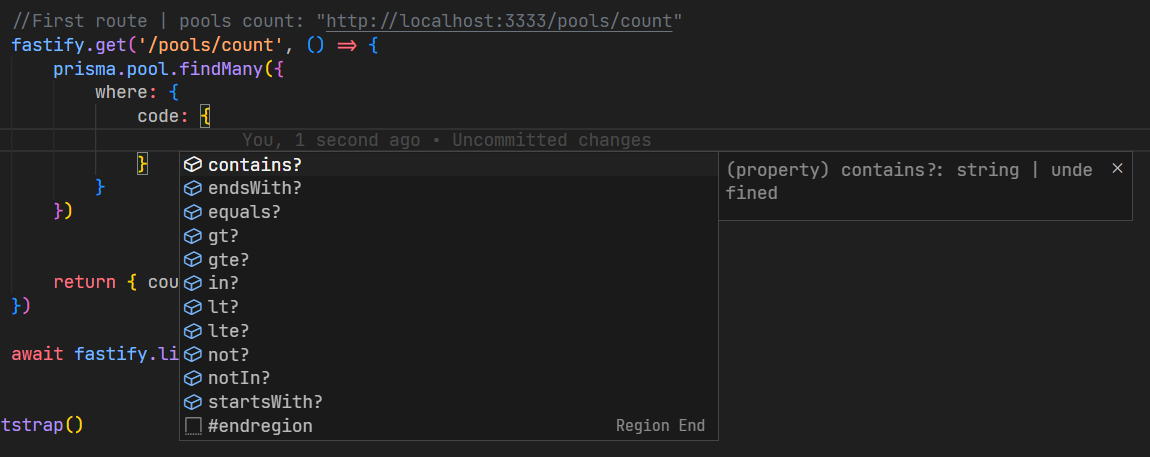 //First route | pools count: "http://localhost:3333/pools/count"
fastify.get('/pools/count', () => {
prisma.pool.findMany({
where: {
code: {
You, 1 second ago • Uncommitted changes
}
}
})
return { cou
})
await fastify.li
tstrap()
contains?
endsWith?
equals?
gt?
gte?
in?
lt?
lte?
not?
notIn?
startsWith?
#endregion Region End
(property) contains?: string | unde
fined